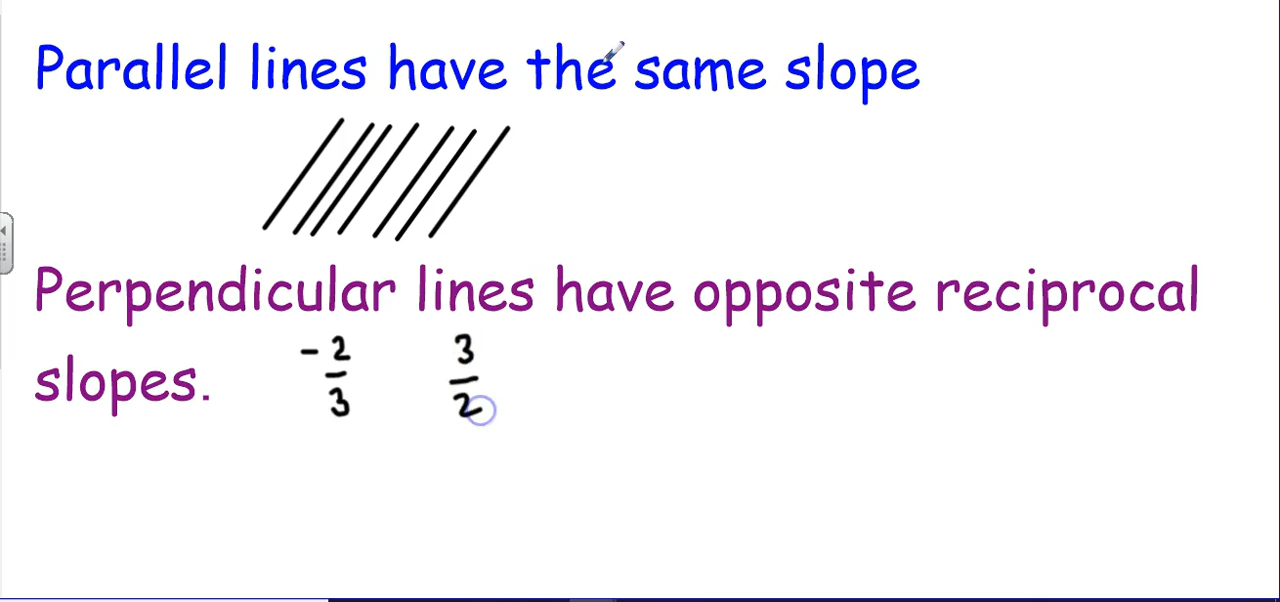 Parallel lines have the same slope
Perpendicular lines have opposite reciprocal
slopes.
-2/3 3/2